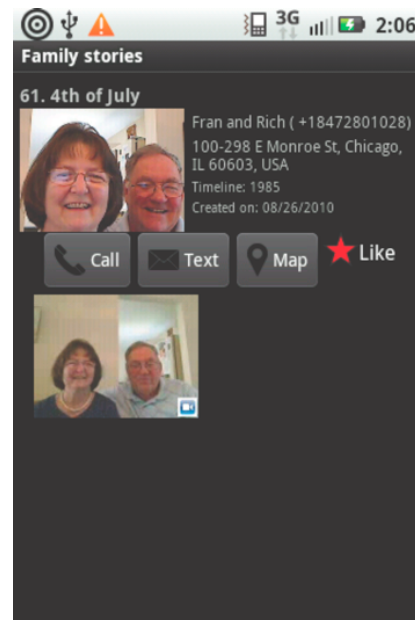 3G 2:06
Family stories
61. 4th of July
Fran and Rich ( +18472801028)
100-298 E Monroe St, Chicago,
IL 60603, USA
Timeline: 1985
Created on: 08/26/2010
Call Text Map Like